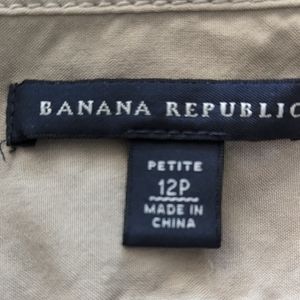 BANANA REPUBLIC
PETITE
12P
MADE IN
CHINA